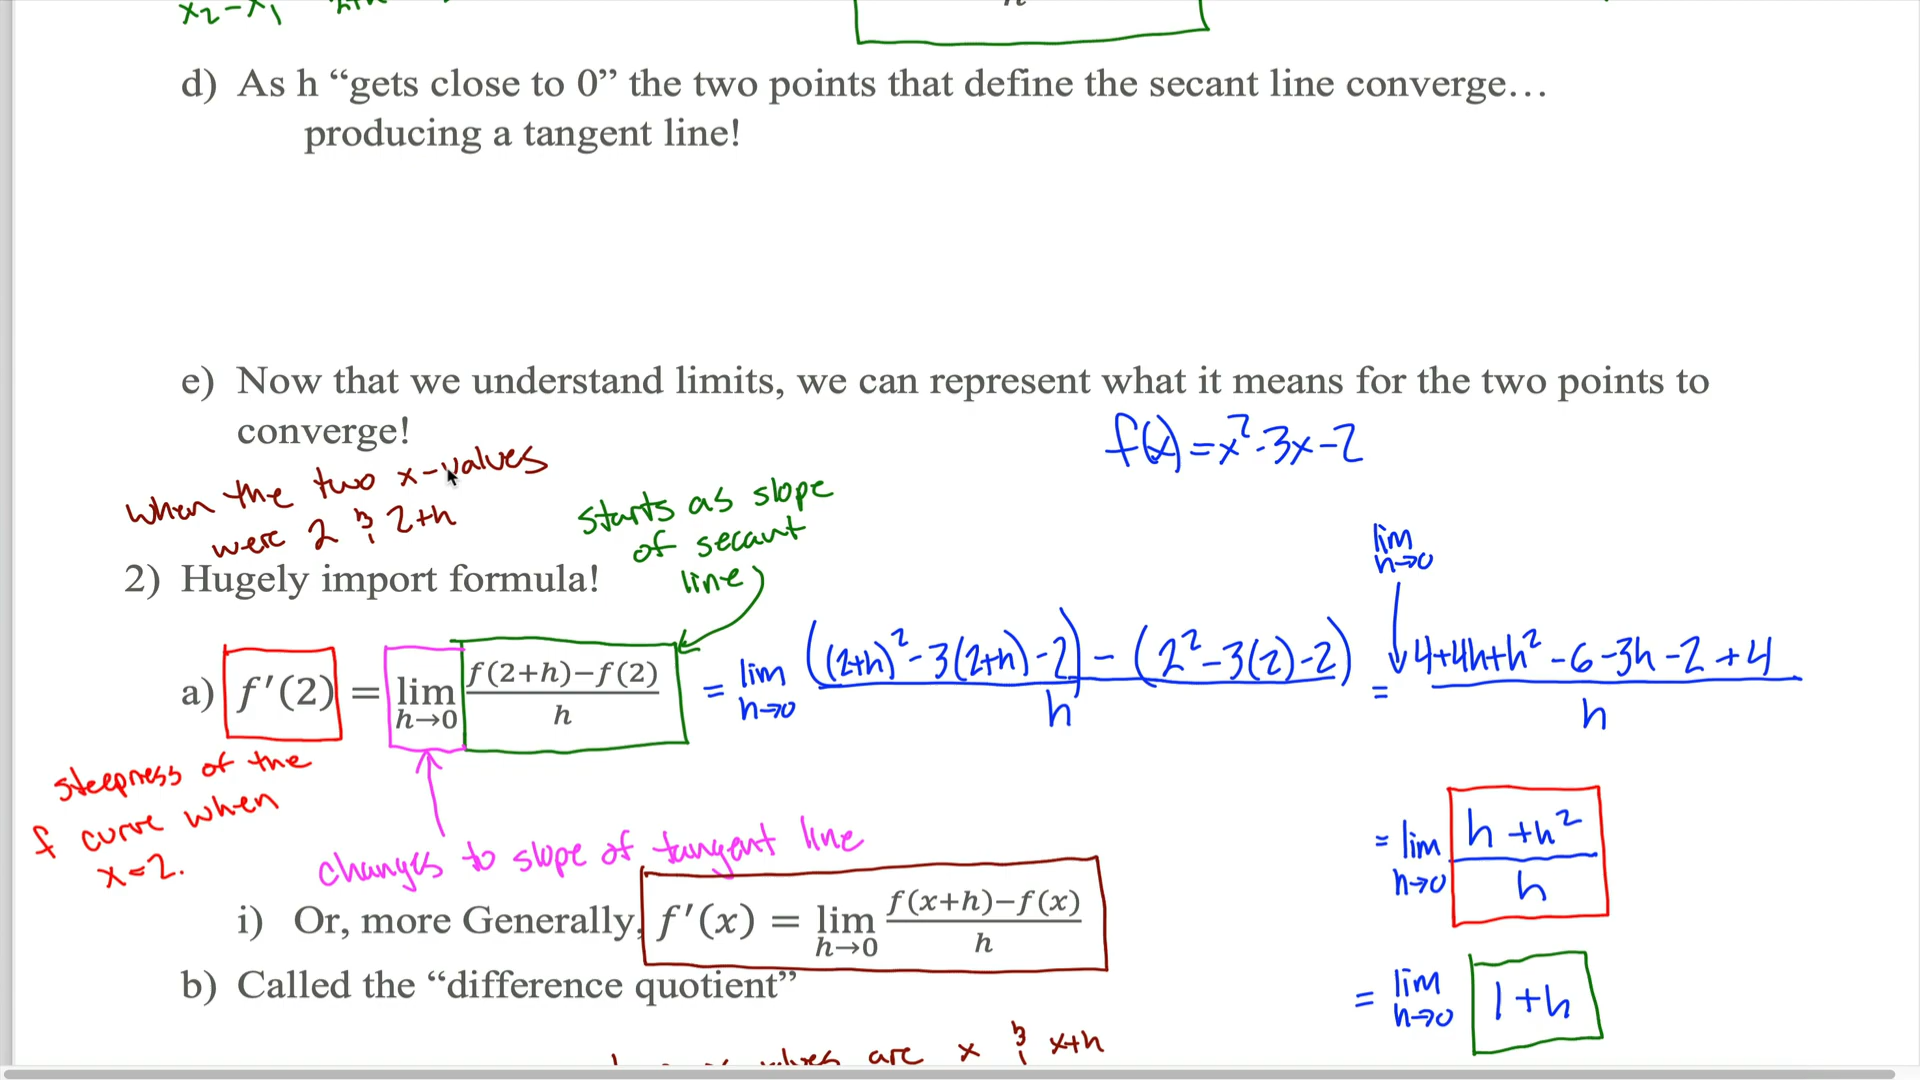 x₂-x₁
d) As h “gets close to 0” the two points that define the secant line converge…
producing a tangent line!
e) Now that we understand limits, we can represent what it means for the two points to
converge!
f(x) = x²-3x-2
When the two x-values
were 2 & 2+h
starts as slope
of secant
line
2) Hugely import formula!
a) f'(2) = lim h→0 f(2+h)−f(2) / h = lim h→0 ((2+h)²-3(2+h)-2) - (2²-3(2)-2) / h = lim h→0 4+4h+h²-6-3h-2+4 / h
steepness of the
f curve when
x=2.
changes to slope of tangent line
= lim h→0 h+h² / h
i) Or, more Generally, f'(x) = lim h→0 f(x+h)−f(x) / h
b) Called the “difference quotient”
= lim h→0 1+h
values are x & x+h